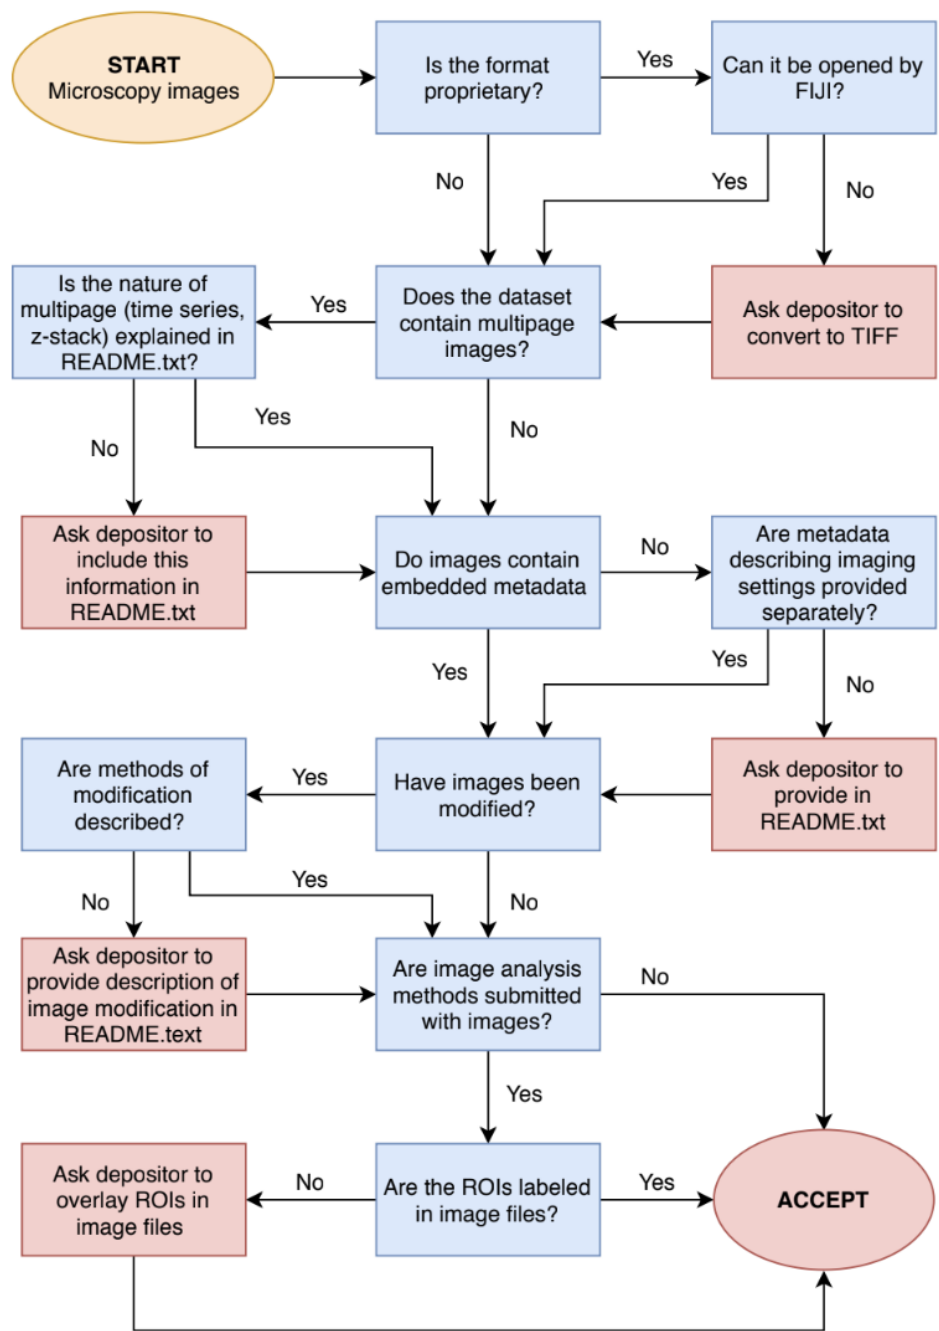 START
Microscopy images
Is the format
proprietary?
Yes
Can it be opened by
FIJI?
No
Yes
No
Is the nature of
multipage (time series,
z-stack) explained in
README.txt?
Yes
Does the dataset
contain multipage
images?
Ask depositor to
convert to TIFF
No
Yes
No
Ask depositor to
include this
information in
README.txt
Do images contain
embedded metadata
No
Are metadata
describing imaging
settings provided
separately?
Yes
Yes
No
Are methods of
modification
described?
Yes
Have images been
modified?
Ask depositor to
provide in
README.txt
No
Yes
No
Ask depositor to
provide description of
image modification in
README.text
Are image analysis
methods submitted
with images?
No
Yes
Ask depositor to
overlay ROIs in
image files
No
Are the ROIs labeled
in image files?
Yes
ACCEPT